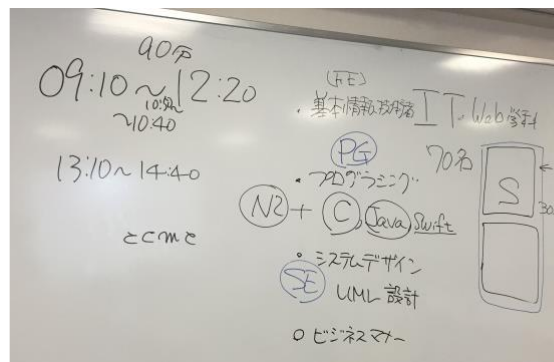 90分
09:10~12:20
10:30~
~10:40
13:10~14:40
(FE)
・基本情報技術者
IT・Web学科
PG
・プログラミング
70名
N2 + C, Java, Swift
S
・システムデザイン
SE
UML 設計
○ ビジネスマナー